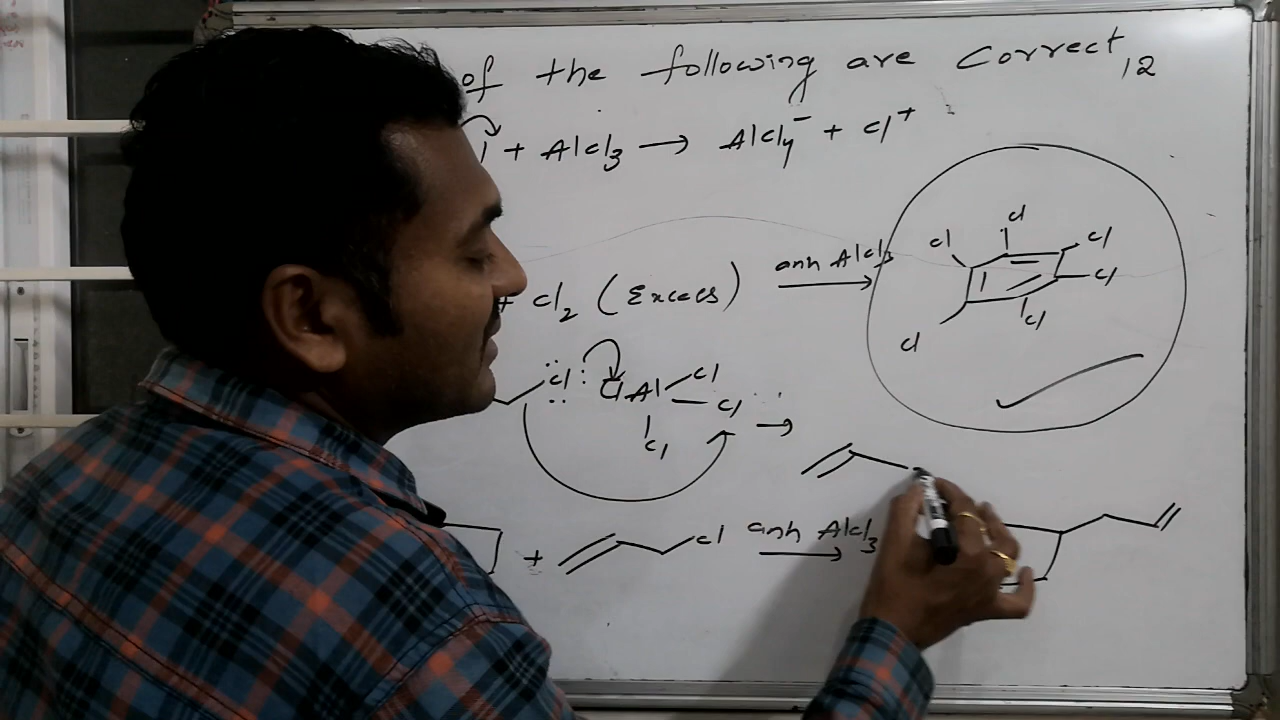 of the following are Correct, 12
l + AlCl3 → AlCl4⁻ + Cl⁺
+ Cl2 (Excess) anh AlCl3 →
Cl Cl Cl Cl Cl Cl
Cl Cl Al Cl Cl Cl →
+ Cl anh AlCl3 →